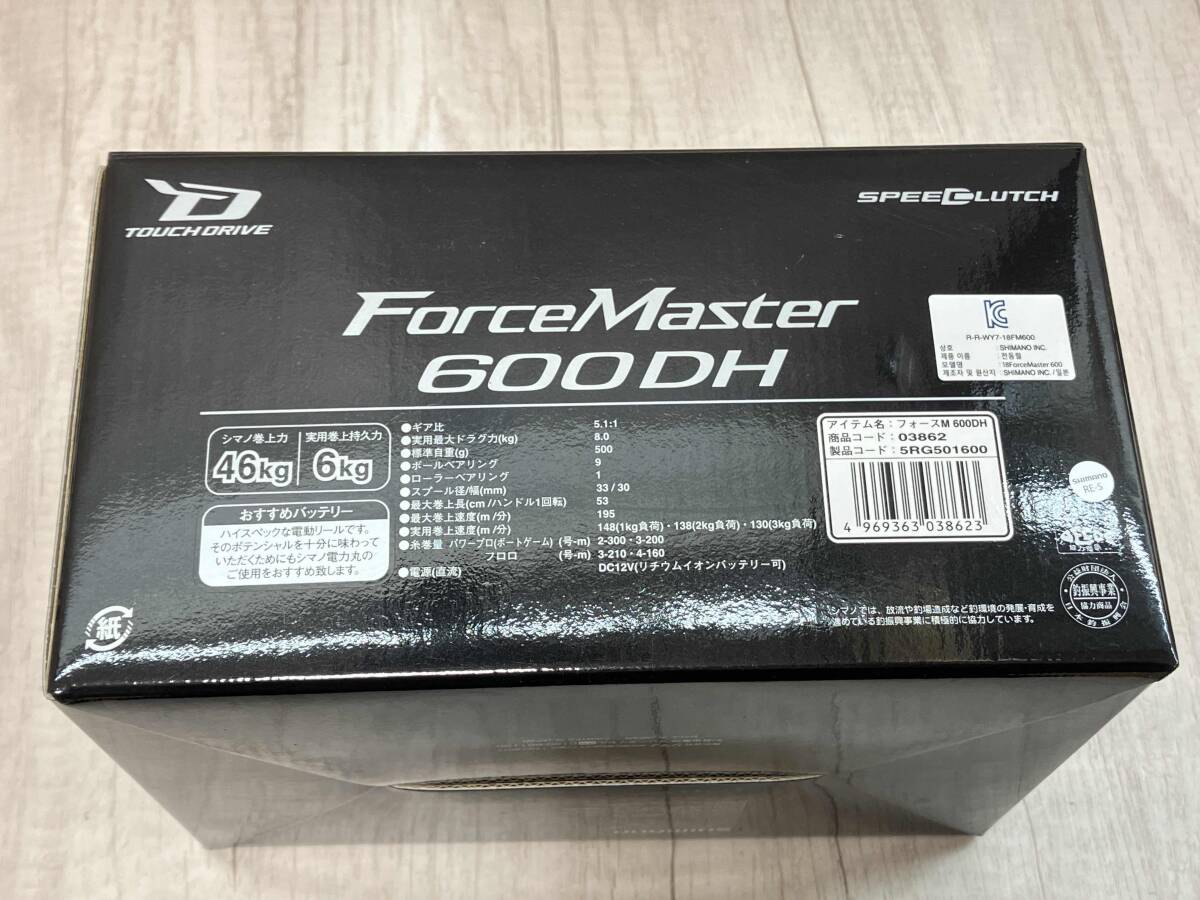 TOUCH DRIVE
SPEEDCLUTCH
ForceMaster
600DH
R-R-WY7-18FM600
상호 : SHIMANO INC.
제품 이름 : 전동릴
모델명 : 18ForceMaster 600
제조자 및 원산지 : SHIMANO INC. / 일본
シマノ巻上力
46kg
実用巻上持久力
6kg
おすすめバッテリー
ハイスペックな電動リールです。
そのポテンシャルを十分に味わって
いただくためにもシマノ電力丸の
ご使用をおすすめ致します。
紙
●ギア比 5.1:1
●実用最大ドラグ力(kg) 8.0
●標準自重(g) 500
●ボールベアリング 9
●ローラーベアリング 1
●スプール径/幅(mm) 33 / 30
●最大巻上長(cm/ハンドル1回転) 53
●最大巻上速度(m/分) 195
●実用巻上速度(m/分) 148(1kg負荷)・138(2kg負荷)・130(3kg負荷)
●糸巻量 パワープロ(ボートゲーム) (号-m) 2-300・3-200
フロロ (号-m) 3-210・4-160
●電源(直流) DC12V(リチウムイオンバッテリー可)
アイテム名：フォースM 600DH
商品コード：03862
製品コード：5RG501600
4 969363 038623
SHIMANO
RE-S
公益財団法人
釣振興事業
協力商品
シマノでは、放流や釣場造成など釣環境の発展・育成を
進めている釣振興事業に積極的に協力しています。